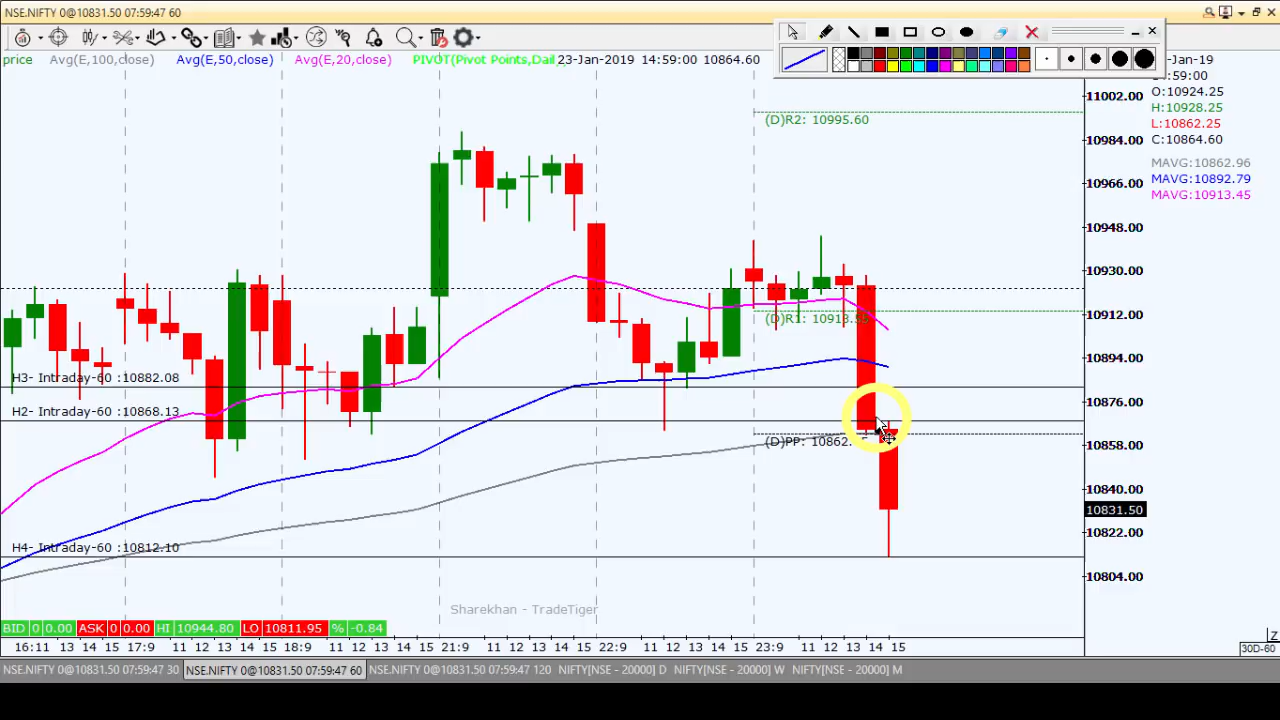 NSE.NIFTY 0@10831.50 07:59:47 60
price Avg(E,100,close) Avg(E,50,close) Avg(E,20,close) PIVOT(Pivot Points,Dail 23-Jan-2019 14:59:00 10864.60
-Jan-19
:59:00
O:10924.25
H:10928.25
L:10862.25
C:10864.60
MAVG:10862.96
MAVG:10892.79
MAVG:10913.45
11002.00
10984.00
10966.00
10948.00
10930.00
10912.00
10894.00
10876.00
10858.00
10840.00
10831.50
10822.00
10804.00
(D)R2: 10995.60
(D)R1: 10913.
H3- Intraday-60 :10882.08
H2- Intraday-60 :10868.13
(D)PP: 10862.
H4- Intraday-60 :10812.10
Sharekhan - TradeTiger
BID 0 0.00 ASK 0 0.00 HI 10944.80 LO 10811.95 % -0.84
16:11 13 14 15 17:9 11 12 13 14 15 18:9 11 12 13 14 15 21:9 11 12 13 14 15 22:9 11 12 13 14 15 23:9 11 12 13 14 15
Z
30D-60
NSE.NIFTY 0@10831.50 07:59:47 30 NSE.NIFTY 0@10831.50 07:59:47 60 NSE.NIFTY 0@10831.50 07:59:47 120 NIFTY[NSE - 20000] D NIFTY[NSE - 20000] W NIFTY[NSE - 20000] M